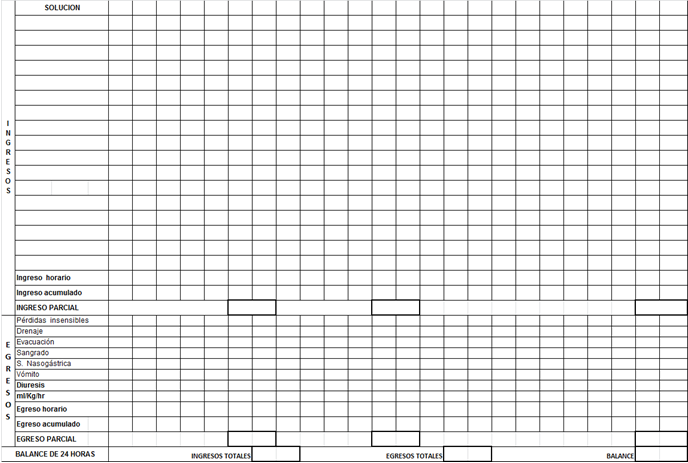 SOLUCION
INGRESOS
Ingreso horario
Ingreso acumulado
INGRESO PARCIAL
EGRESOS
Pérdidas insensibles
Drenaje
Evacuación
Sangrado
S. Nasogástrica
Vómito
Diuresis
ml/Kg/hr
Egreso horario
Egreso acumulado
EGRESO PARCIAL
BALANCE DE 24 HORAS INGRESOS TOTALES EGRESOS TOTALES BALANCE